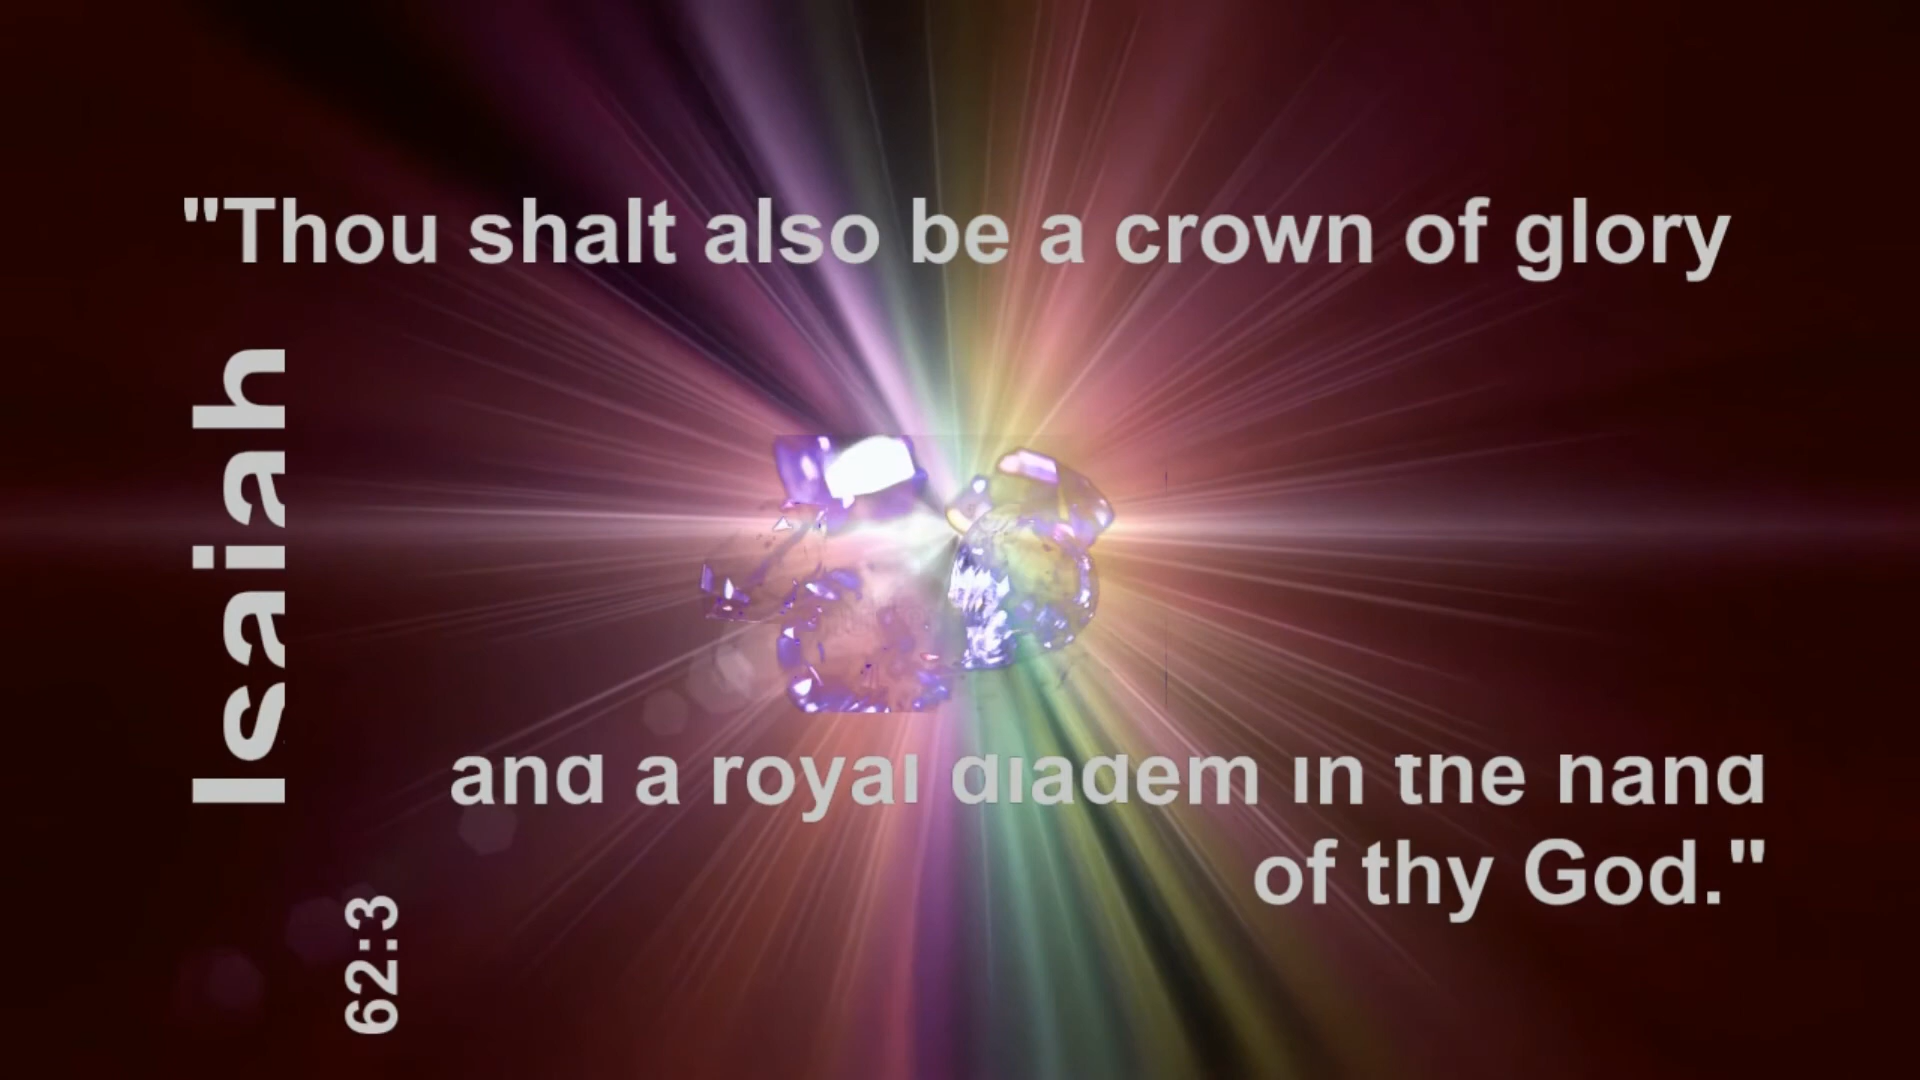 "Thou shalt also be a crown of glory
Isaiah
62:3
and a royal diadem in the hand
of thy God."